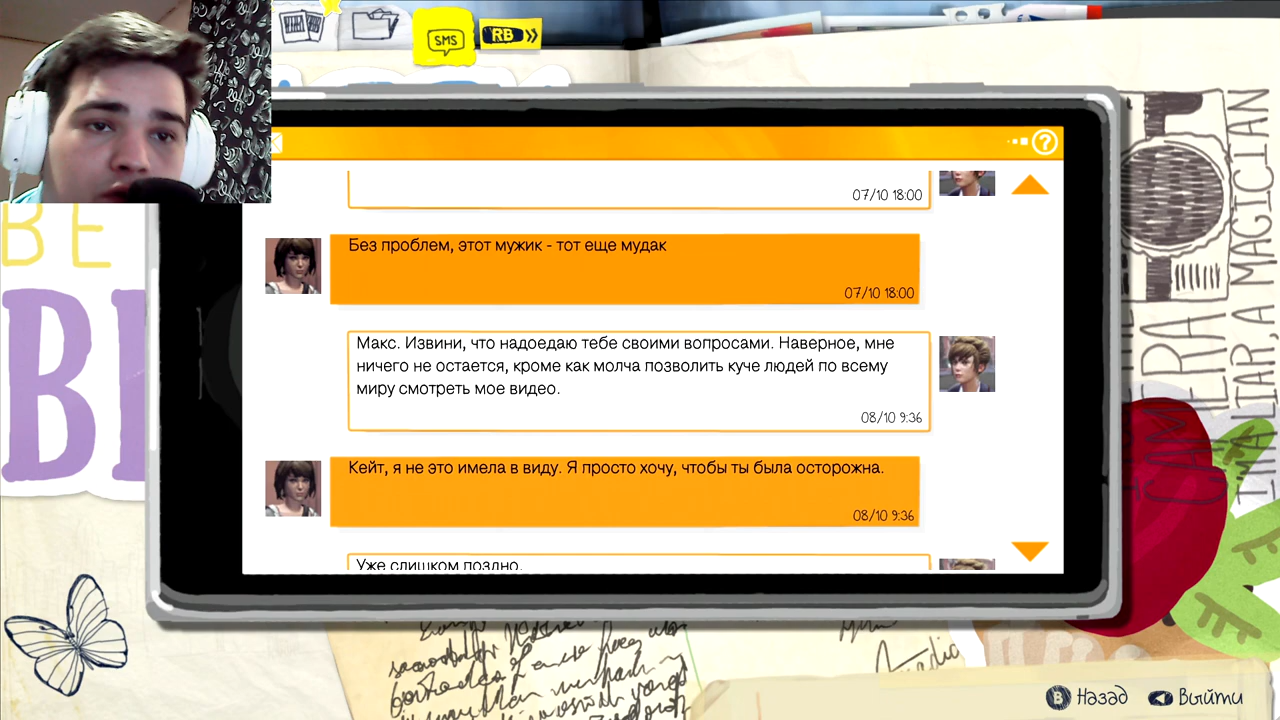 SMS
RB
07/10 18:00
Без проблем, этот мужик - тот еще мудак
07/10 18:00
Макс. Извини, что надоедаю тебе своими вопросами. Наверное, мне
ничего не остается, кроме как молча позволить куче людей по всему
миру смотреть мое видео.
08/10 9:36
Кейт, я не это имела в виду. Я просто хочу, чтобы ты была осторожна.
08/10 9:36
Уже слишком поздно.
BE
?
MAGICIAN
B Назад
Выйти